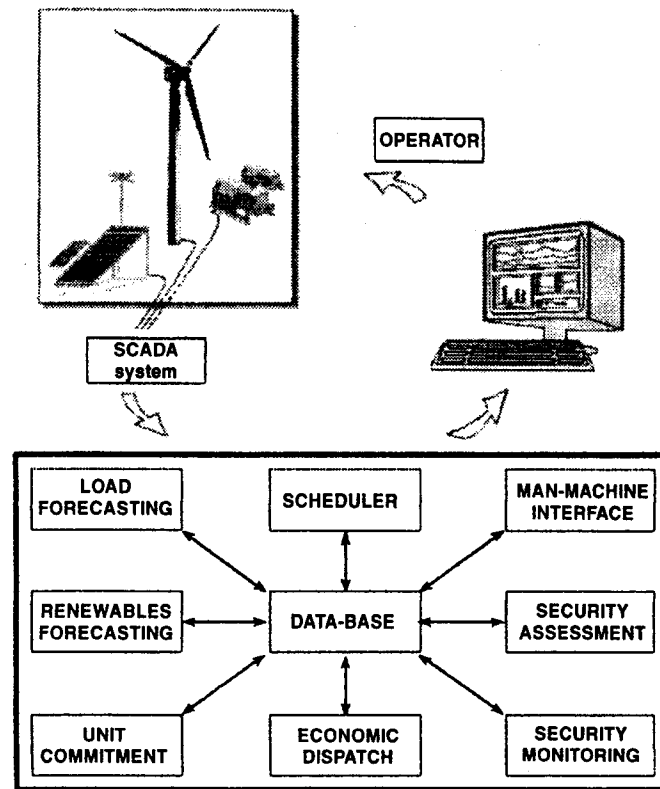 OPERATOR
SCADA
system
LOAD
FORECASTING
SCHEDULER
MAN-MACHINE
INTERFACE
RENEWABLES
FORECASTING
DATA-BASE
SECURITY
ASSESSMENT
UNIT
COMMITMENT
ECONOMIC
DISPATCH
SECURITY
MONITORING